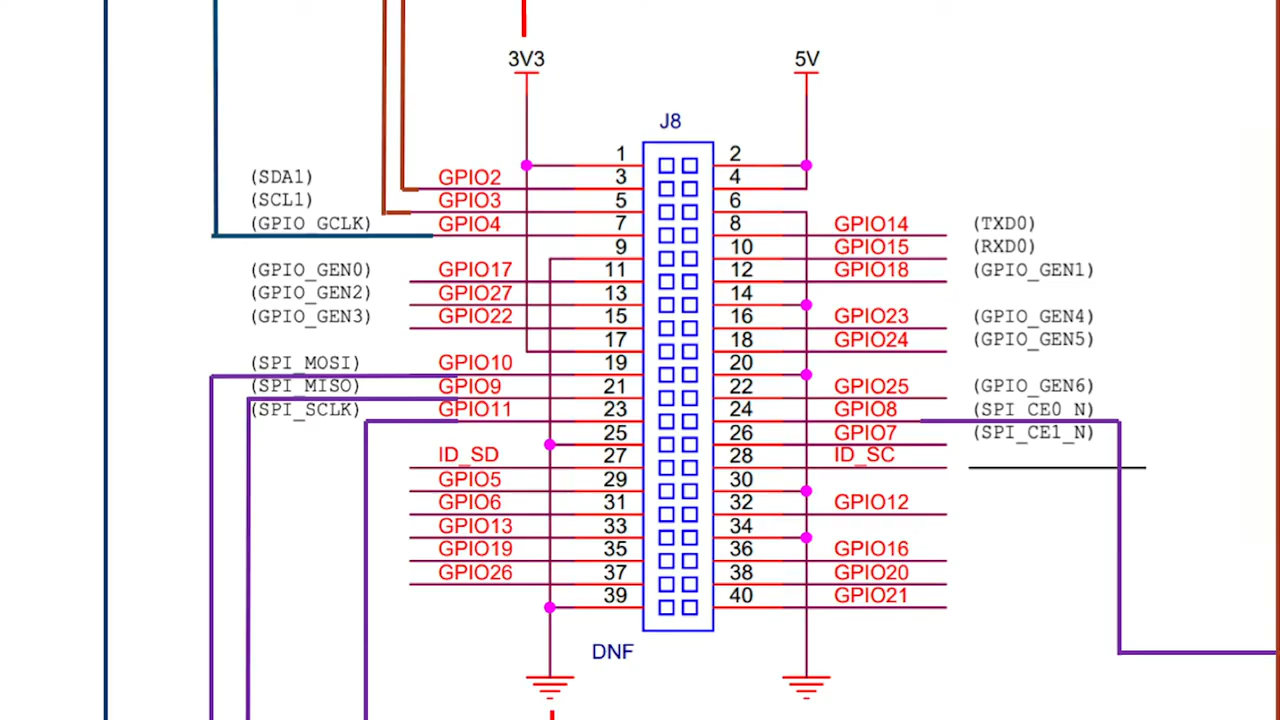 3V3 5V
J8
1 2
(SDA1) GPIO2 3 4
(SCL1) GPIO3 5 6
(GPIO_GCLK) GPIO4 7 8 GPIO14 (TXD0)
9 10 GPIO15 (RXD0)
(GPIO_GEN0) GPIO17 11 12 GPIO18 (GPIO_GEN1)
(GPIO_GEN2) GPIO27 13 14
(GPIO_GEN3) GPIO22 15 16 GPIO23 (GPIO_GEN4)
17 18 GPIO24 (GPIO_GEN5)
(SPI_MOSI) GPIO10 19 20
(SPI_MISO) GPIO9 21 22 GPIO25 (GPIO_GEN6)
(SPI_SCLK) GPIO11 23 24 GPIO8 (SPI_CE0_N)
25 26 GPIO7 (SPI_CE1_N)
ID_SD 27 28 ID_SC
GPIO5 29 30
GPIO6 31 32 GPIO12
GPIO13 33 34
GPIO19 35 36 GPIO16
GPIO26 37 38 GPIO20
39 40 GPIO21
DNF